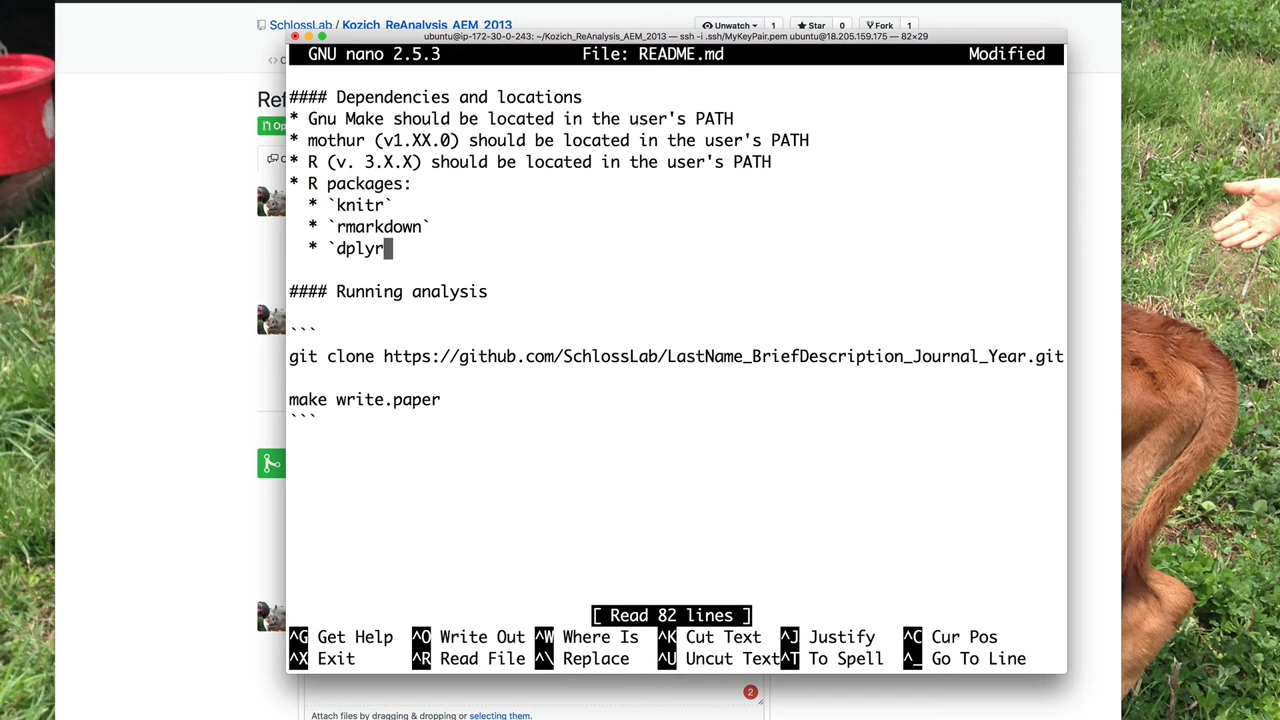 SchlossLab / Kozich_ReAnalysis_AEM_2013
Unwatch 1 Star 0 Fork 1
ubuntu@ip-172-30-0-243: ~/Kozich_ReAnalysis_AEM_2013 — ssh -i .ssh/MyKeyPair.pem ubuntu@18.205.159.175 — 82×29
GNU nano 2.5.3 File: README.md Modified
#### Dependencies and locations
* Gnu Make should be located in the user's PATH
* mothur (v1.XX.0) should be located in the user's PATH
* R (v. 3.X.X) should be located in the user's PATH
* R packages:
* `knitr`
* `rmarkdown`
* `dplyr
#### Running analysis
```
git clone https://github.com/SchlossLab/LastName_BriefDescription_Journal_Year.git
make write.paper
```
[ Read 82 lines ]
^G Get Help ^O Write Out ^W Where Is ^K Cut Text ^J Justify ^C Cur Pos
^X Exit ^R Read File ^\ Replace ^U Uncut Text ^T To Spell ^_ Go To Line
2
Attach files by dragging & dropping or selecting them.